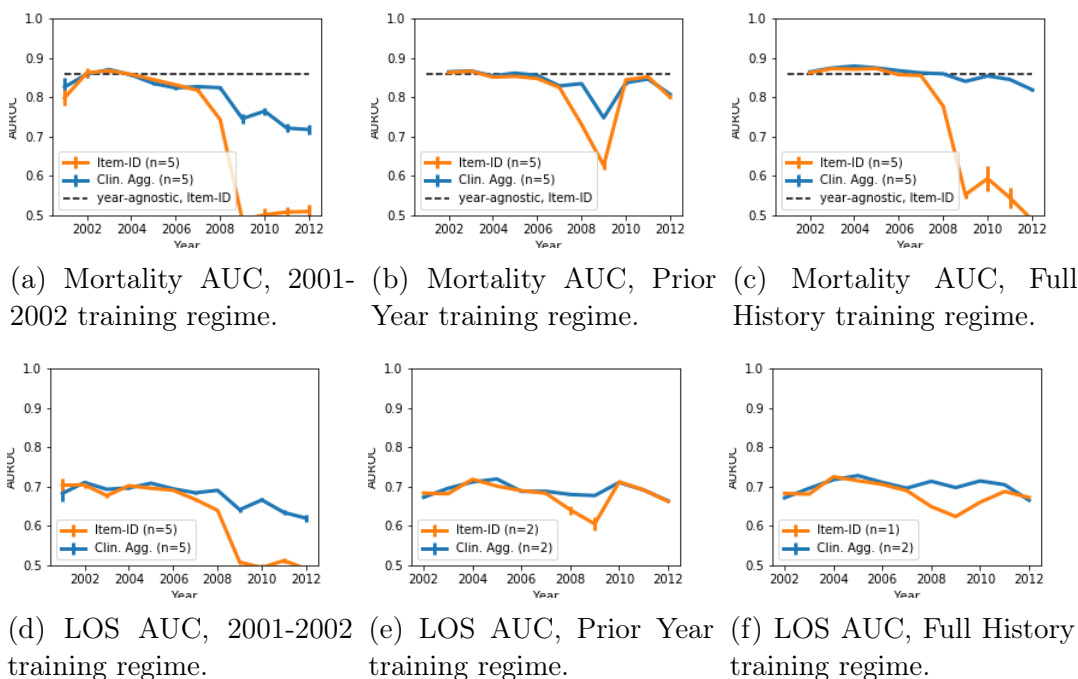 1.0
0.9
0.8
0.7
0.6
0.5
AUROC
Item-ID (n=5)
Clin. Agg. (n=5)
year-agnostic, Item-ID
2002 2004 2006 2008 2010 2012
Year
1.0
0.9
0.8
0.7
0.6
0.5
AUROC
Item-ID (n=5)
Clin. Agg. (n=5)
year-agnostic, Item-ID
2002 2004 2006 2008 2010 2012
Year
1.0
0.9
0.8
0.7
0.6
0.5
AUROC
Item-ID (n=5)
Clin. Agg. (n=5)
year-agnostic, Item-ID
2002 2004 2006 2008 2010 2012
Year
(a) Mortality AUC, 2001-
2002 training regime.
(b) Mortality AUC, Prior
Year training regime.
(c) Mortality AUC, Full
History training regime.
1.0
0.9
0.8
0.7
0.6
0.5
AUROC
Item-ID (n=5)
Clin. Agg. (n=5)
2002 2004 2006 2008 2010 2012
Year
1.0
0.9
0.8
0.7
0.6
0.5
AUROC
Item-ID (n=2)
Clin. Agg. (n=2)
2002 2004 2006 2008 2010 2012
Year
1.0
0.9
0.8
0.7
0.6
0.5
AUROC
Item-ID (n=1)
Clin. Agg. (n=2)
2002 2004 2006 2008 2010 2012
Year
(d) LOS AUC, 2001-2002
training regime.
(e) LOS AUC, Prior Year
training regime.
(f) LOS AUC, Full History
training regime.